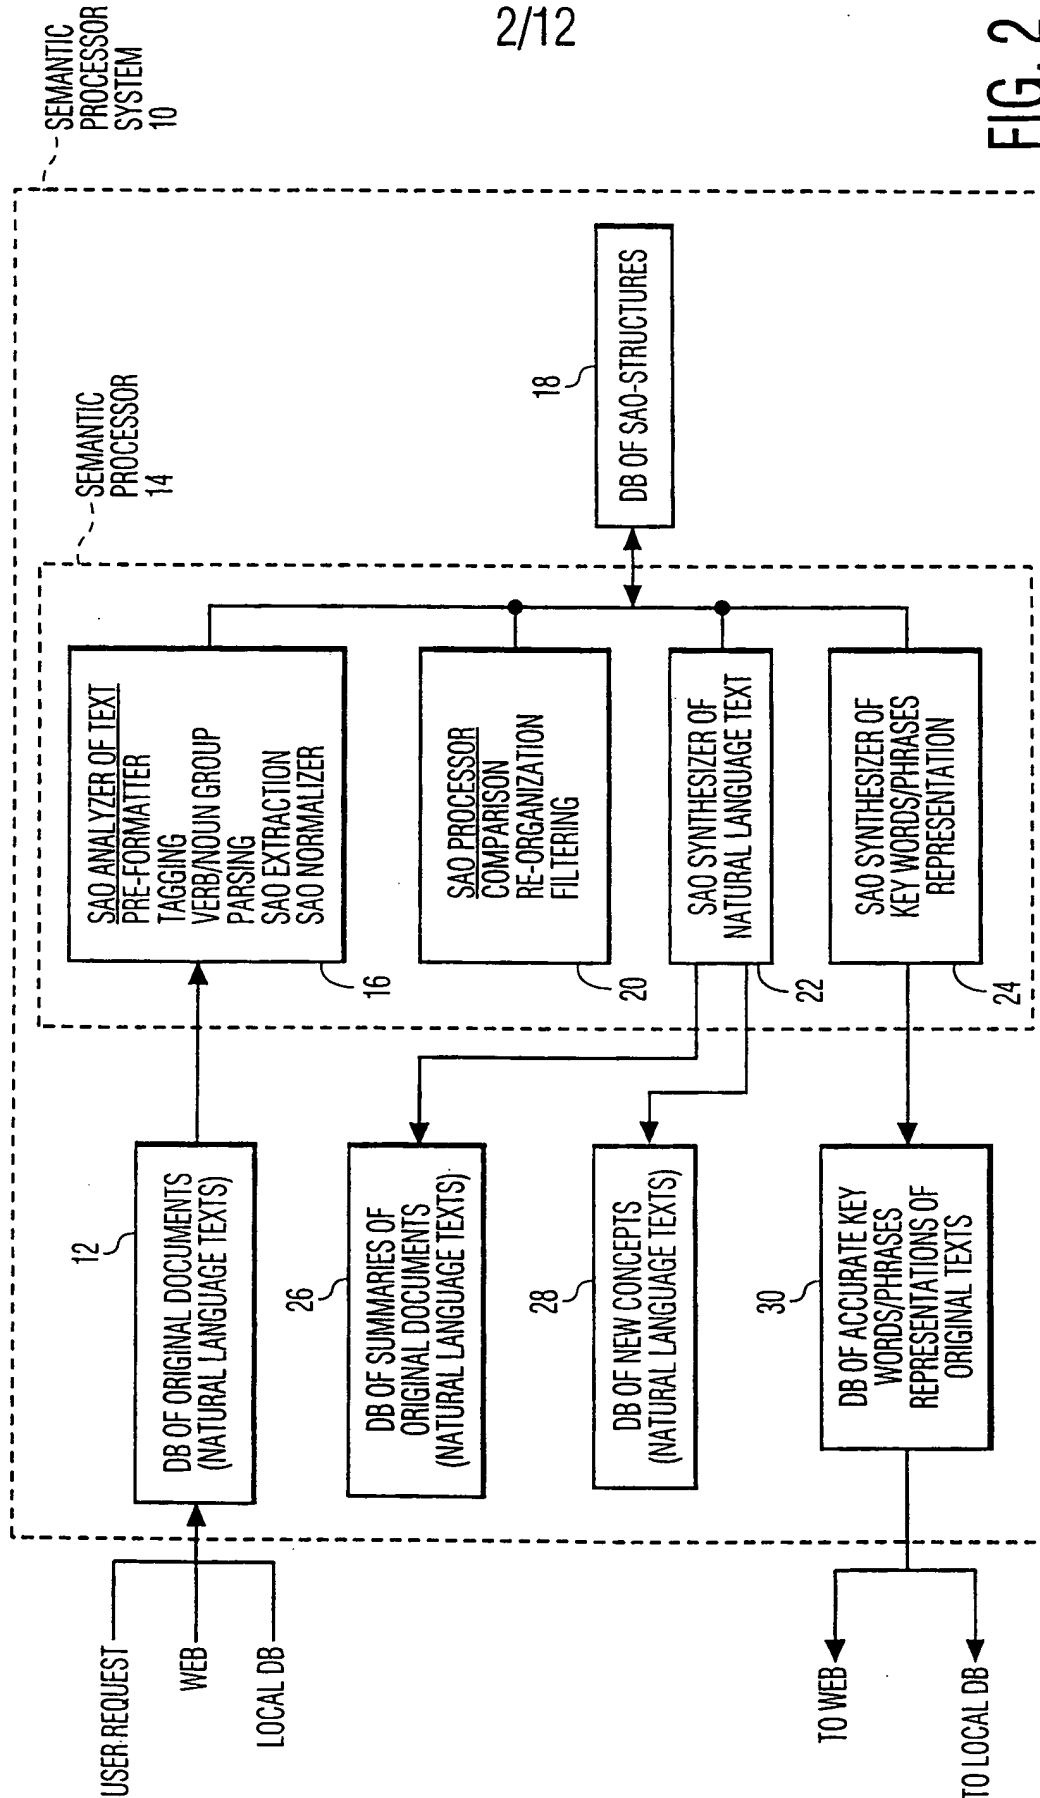 2/12
SEMANTIC
PROCESSOR
SYSTEM
10
SEMANTIC
PROCESSOR
14
USER REQUEST
WEB
LOCAL DB
12
DB OF ORIGINAL DOCUMENTS
(NATURAL LANGUAGE TEXTS)
SAO ANALYZER OF TEXT
PRE-FORMATTER
TAGGING
VERB/NOUN GROUP
PARSING
SAO EXTRACTION
SAO NORMALIZER
16
26
DB OF SUMMARIES OF
ORIGINAL DOCUMENTS
(NATURAL LANGUAGE TEXTS)
SAO PROCESSOR
COMPARISON
RE-ORGANIZATION
FILTERING
20
18
DB OF SAO-STRUCTURES
28
DB OF NEW CONCEPTS
(NATURAL LANGUAGE TEXTS)
SAO SYNTHESIZER OF
NATURAL LANGUAGE TEXT
22
30
DB OF ACCURATE KEY
WORDS/PHRASES
REPRESENTATIONS OF
ORIGINAL TEXTS
SAO SYNTHESIZER OF
KEY WORDS/PHRASES
REPRESENTATION
24
TO WEB
TO LOCAL DB
FIG. 2